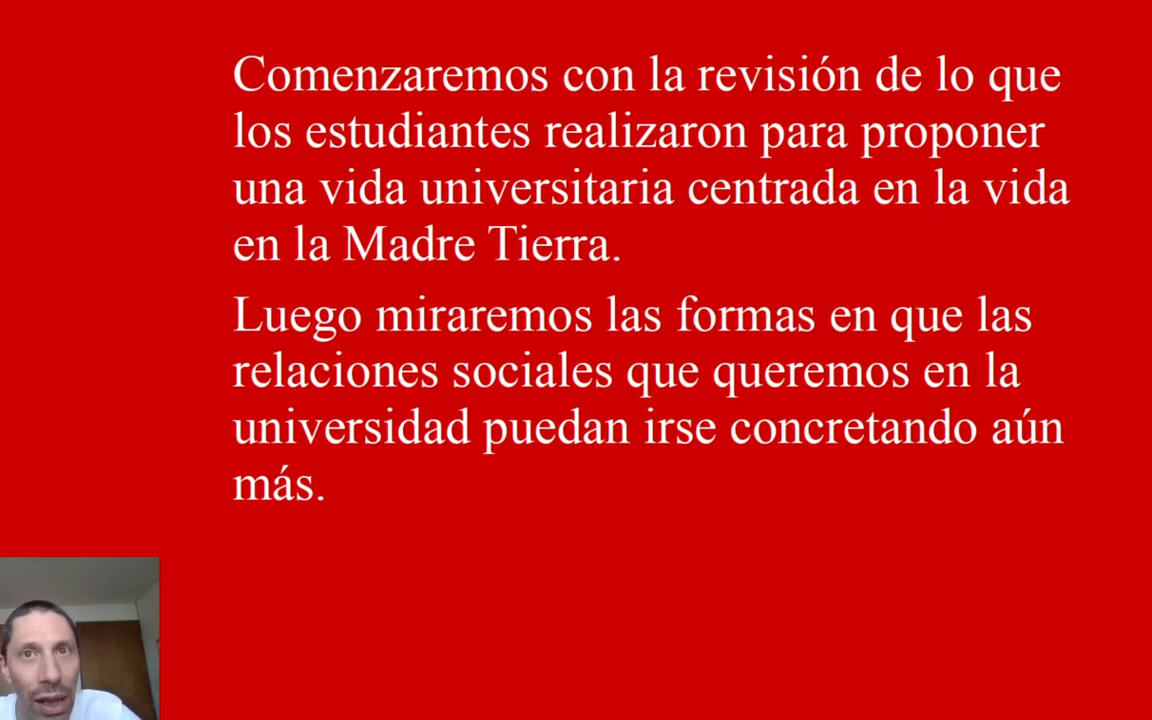 Comenzaremos con la revisión de lo que
los estudiantes realizaron para proponer
una vida universitaria centrada en la vida
en la Madre Tierra.
Luego miraremos las formas en que las
relaciones sociales que queremos en la
universidad puedan irse concretando aún
más.